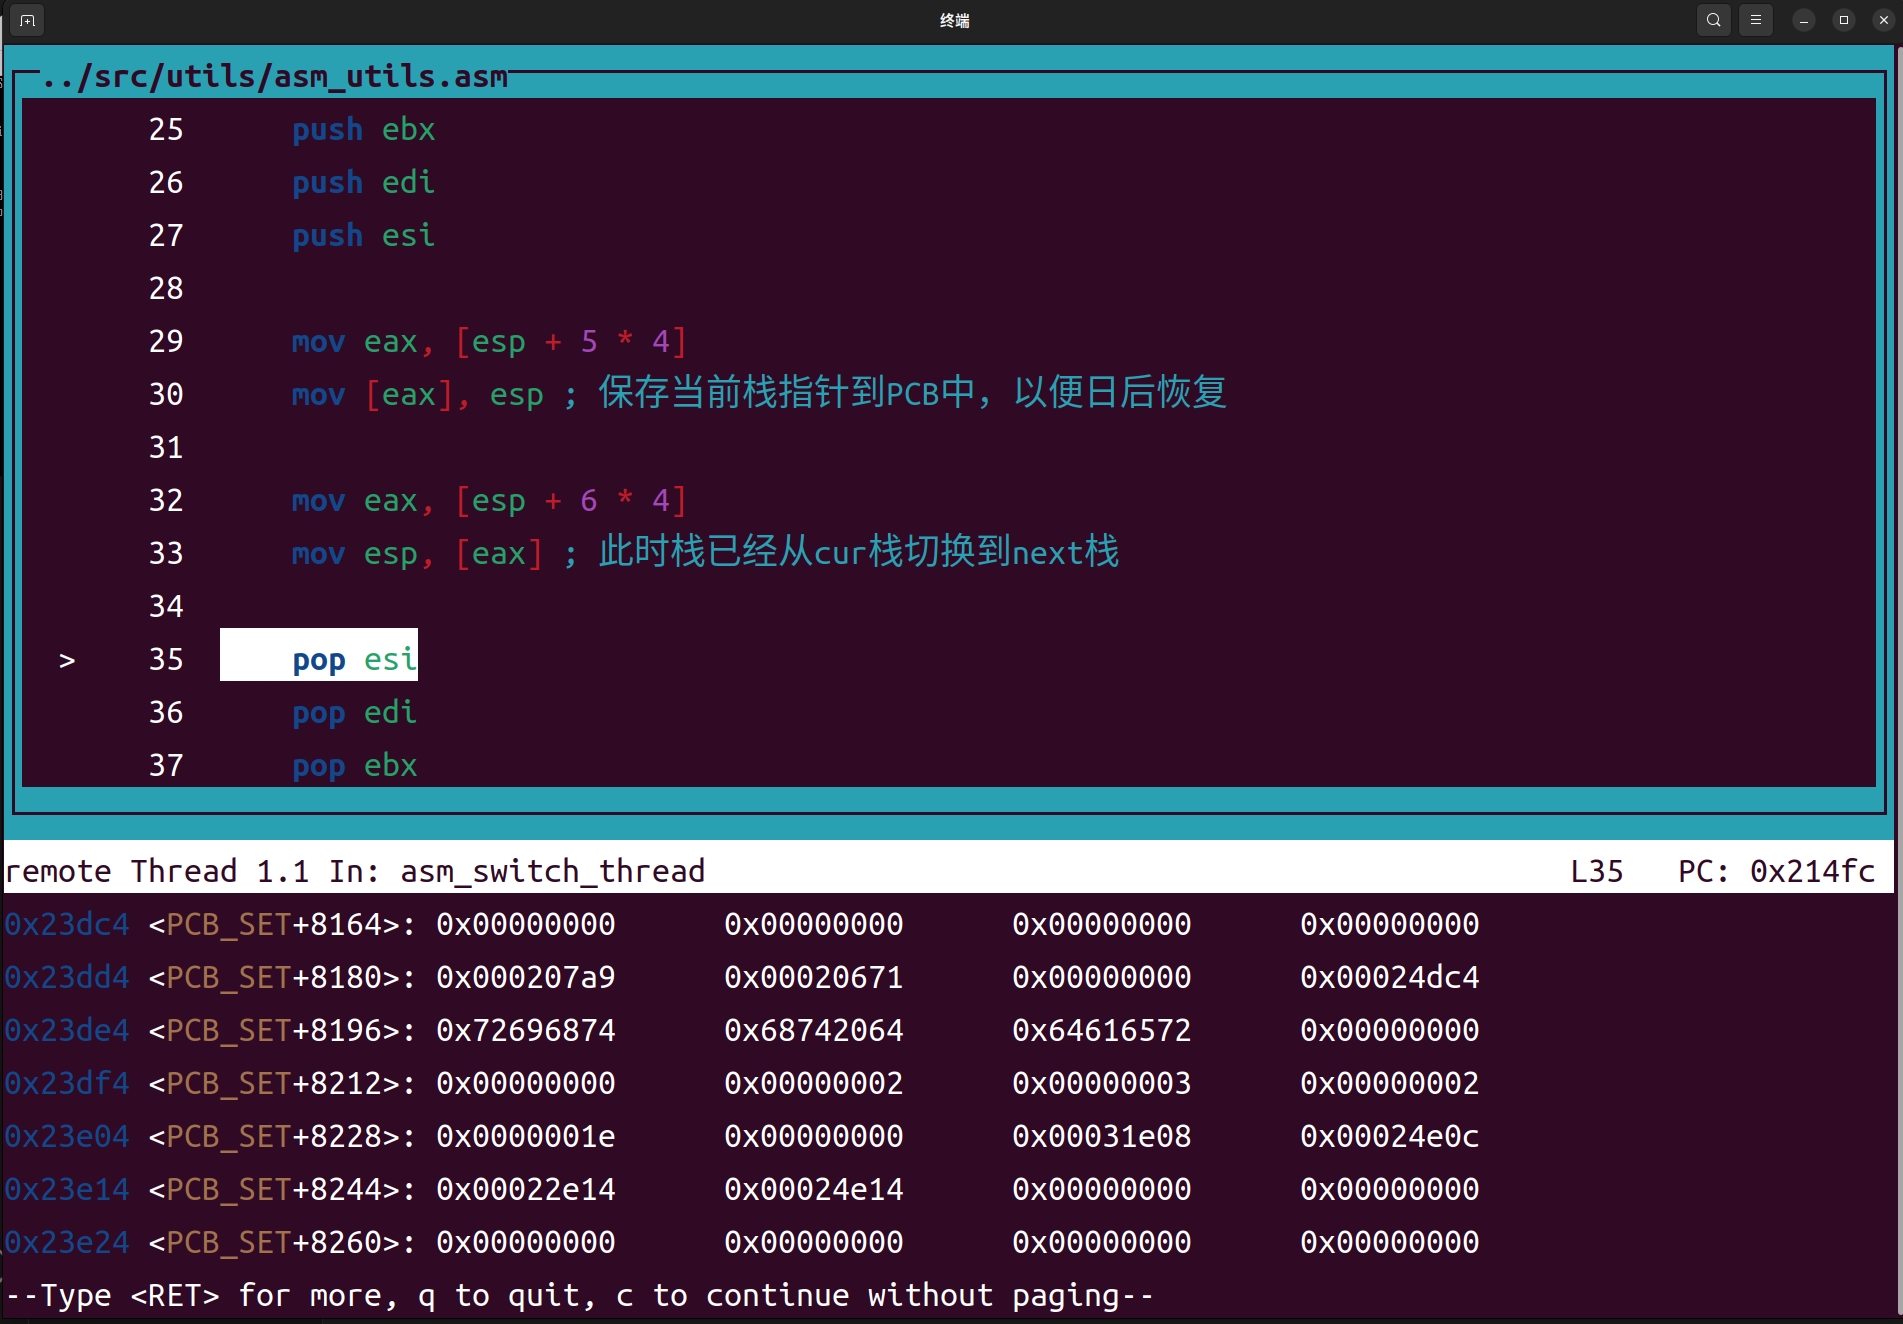 终端
../src/utils/asm_utils.asm
25 push ebx
26 push edi
27 push esi
28
29 mov eax, [esp + 5 * 4]
30 mov [eax], esp ; 保存当前栈指针到PCB中，以便日后恢复
31
32 mov eax, [esp + 6 * 4]
33 mov esp, [eax] ; 此时栈已经从cur栈切换到next栈
34
> 35 pop esi
36 pop edi
37 pop ebx
remote Thread 1.1 In: asm_switch_thread L35 PC: 0x214fc
0x23dc4 <PCB_SET+8164>: 0x00000000 0x00000000 0x00000000 0x00000000
0x23dd4 <PCB_SET+8180>: 0x000207a9 0x00020671 0x00000000 0x00024dc4
0x23de4 <PCB_SET+8196>: 0x72696874 0x68742064 0x64616572 0x00000000
0x23df4 <PCB_SET+8212>: 0x00000000 0x00000002 0x00000003 0x00000002
0x23e04 <PCB_SET+8228>: 0x0000001e 0x00000000 0x00031e08 0x00024e0c
0x23e14 <PCB_SET+8244>: 0x00022e14 0x00024e14 0x00000000 0x00000000
0x23e24 <PCB_SET+8260>: 0x00000000 0x00000000 0x00000000 0x00000000
--Type <RET> for more, q to quit, c to continue without paging--